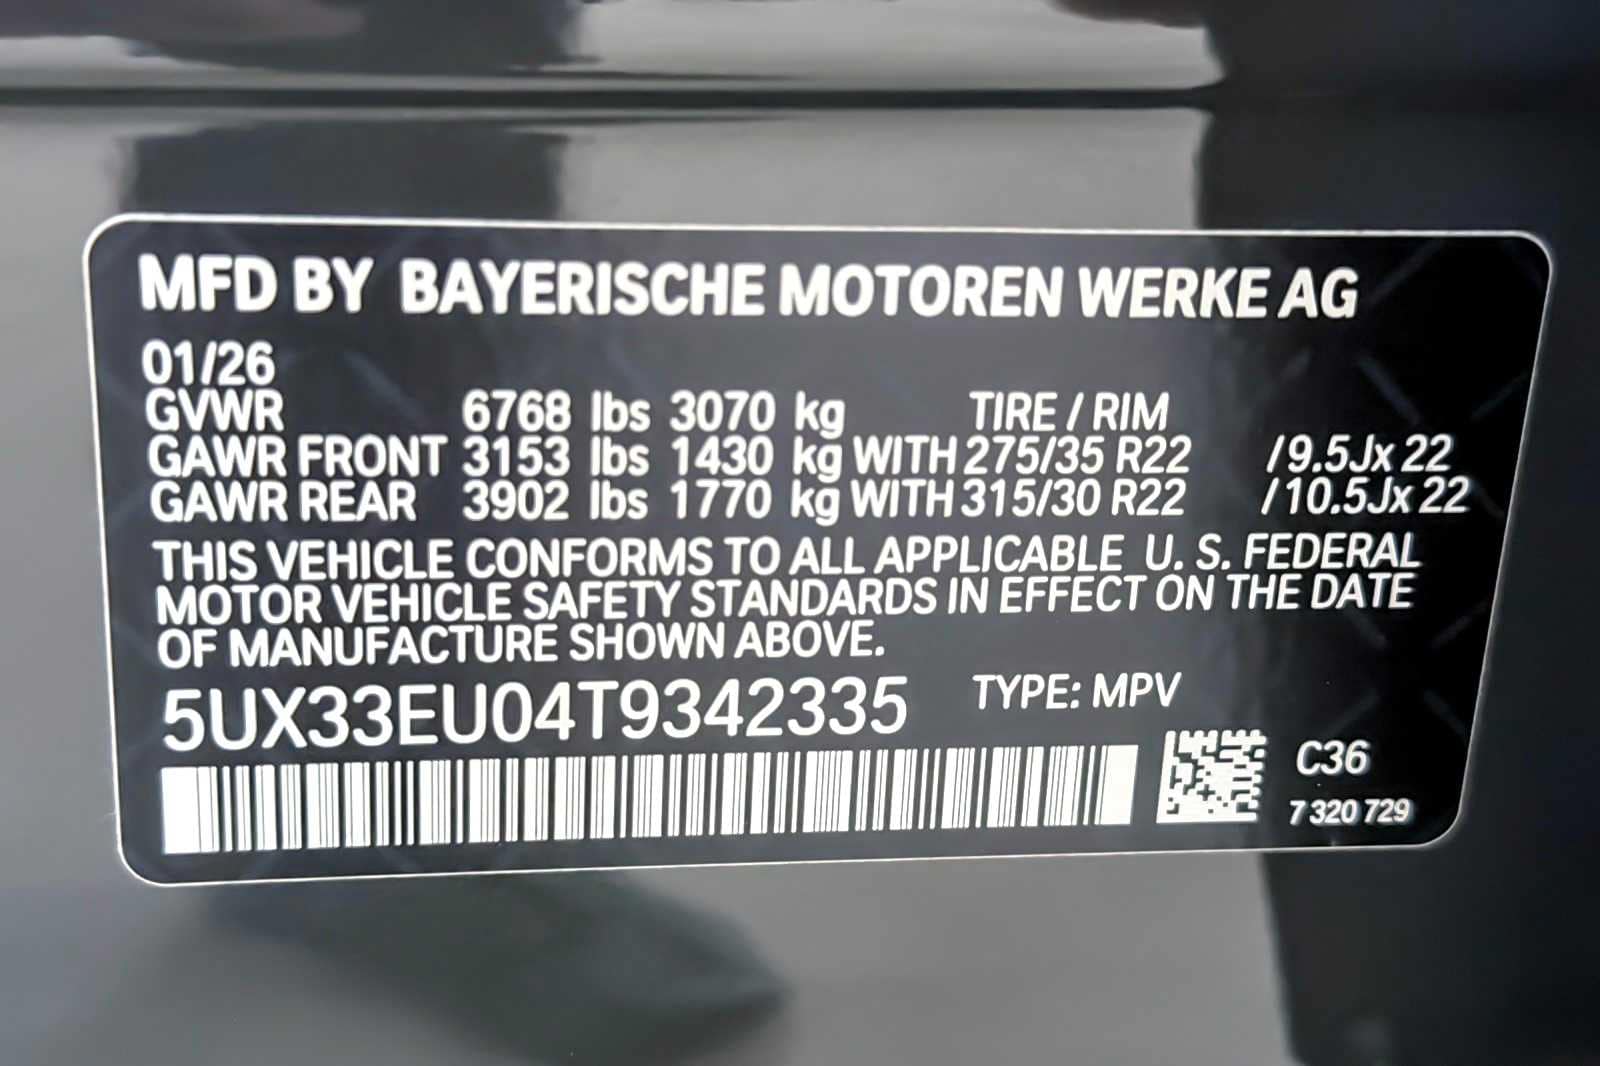 MFD BY BAYERISCHE MOTOREN WERKE AG
01/26
GVWR 6768 lbs 3070 kg TIRE / RIM
GAWR FRONT 3153 lbs 1430 kg WITH 275/35 R22 /9.5Jx 22
GAWR REAR 3902 lbs 1770 kg WITH 315/30 R22 /10.5Jx 22
THIS VEHICLE CONFORMS TO ALL APPLICABLE U. S. FEDERAL
MOTOR VEHICLE SAFETY STANDARDS IN EFFECT ON THE DATE
OF MANUFACTURE SHOWN ABOVE.
5UX33EU04T9342335 TYPE: MPV
C36
7 320 729